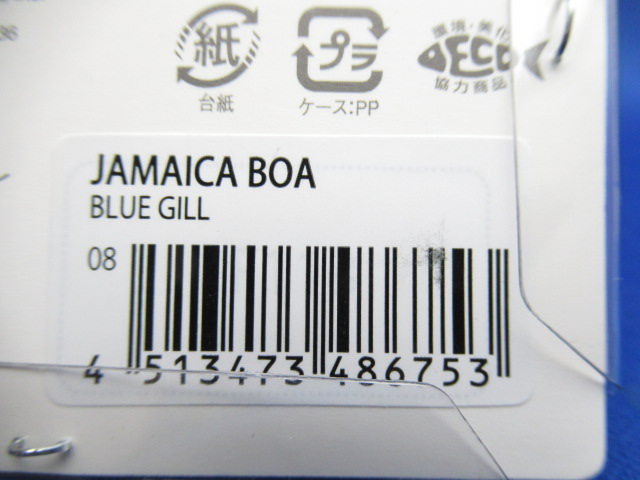 紙
台紙
プラ
ケース:PP
環境・美化
ECO
協力商品
JAMAICA BOA
BLUE GILL
08
4 513473 486753